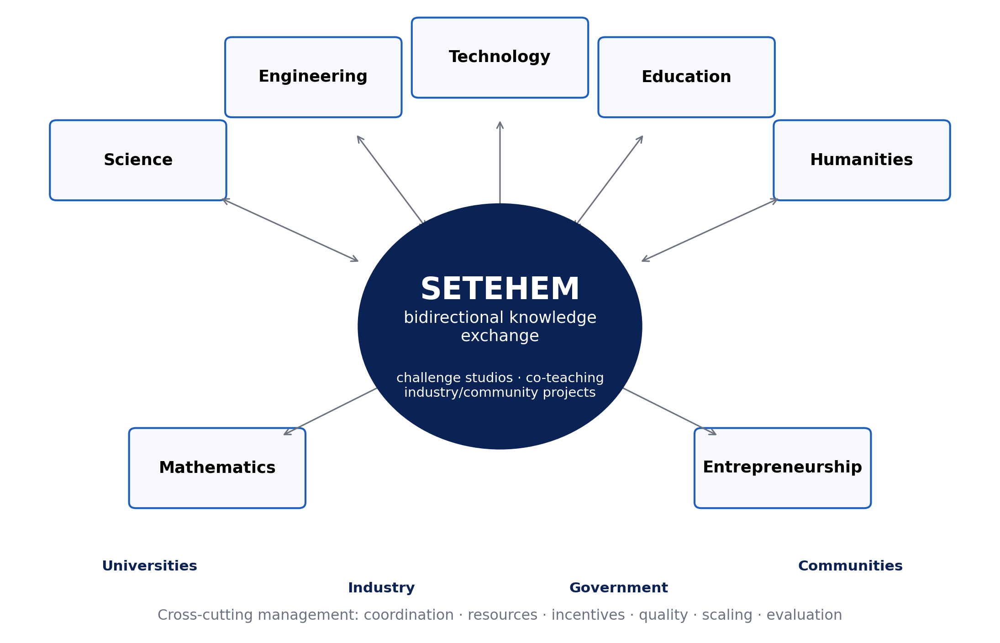 Technology
Engineering
Education
Science
Humanities
SETEHEM
bidirectional knowledge
exchange
challenge studios · co-teaching
industry/community projects
Mathematics
Entrepreneurship
Universities
Communities
Industry
Government
Cross-cutting management: coordination · resources · incentives · quality · scaling · evaluation